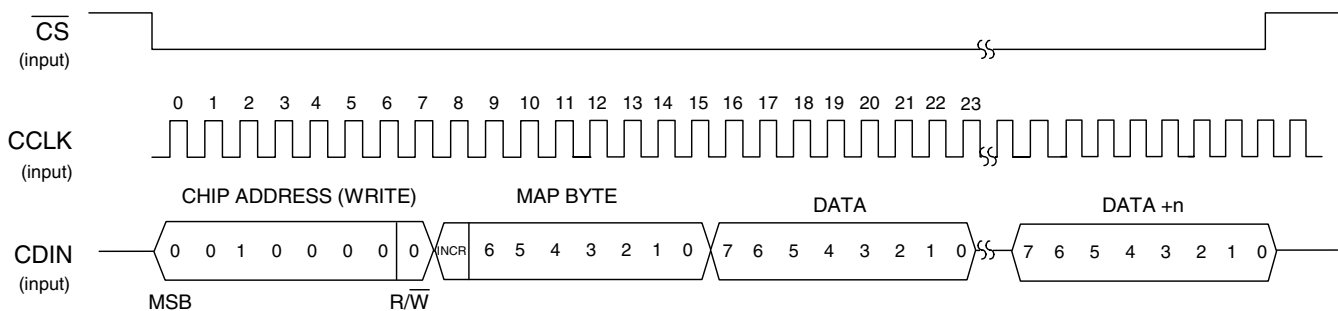 CS
(input)
0 1 2 3 4 5 6 7 8 9 10 11 12 13 14 15 16 17 18 19 20 21 22 23
CCLK
(input)
CHIP ADDRESS (WRITE) MAP BYTE DATA DATA +n
CDIN 0 0 1 0 0 0 0 0 INCR 6 5 4 3 2 1 0 7 6 5 4 3 2 1 0 7 6 5 4 3 2 1 0
(input)
MSB R/W